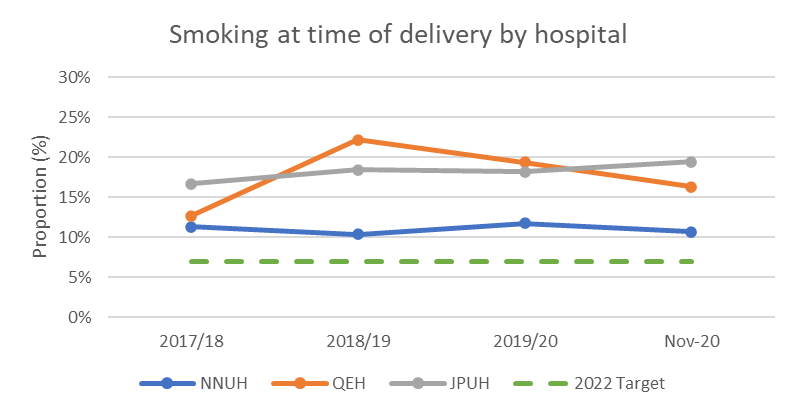 Smoking at time of delivery by hospital
30%
25%
20%
15%
10%
5%
0%
Proportion (%)
2017/18 2018/19 2019/20 Nov-20
NNUH QEH JPUH 2022 Target